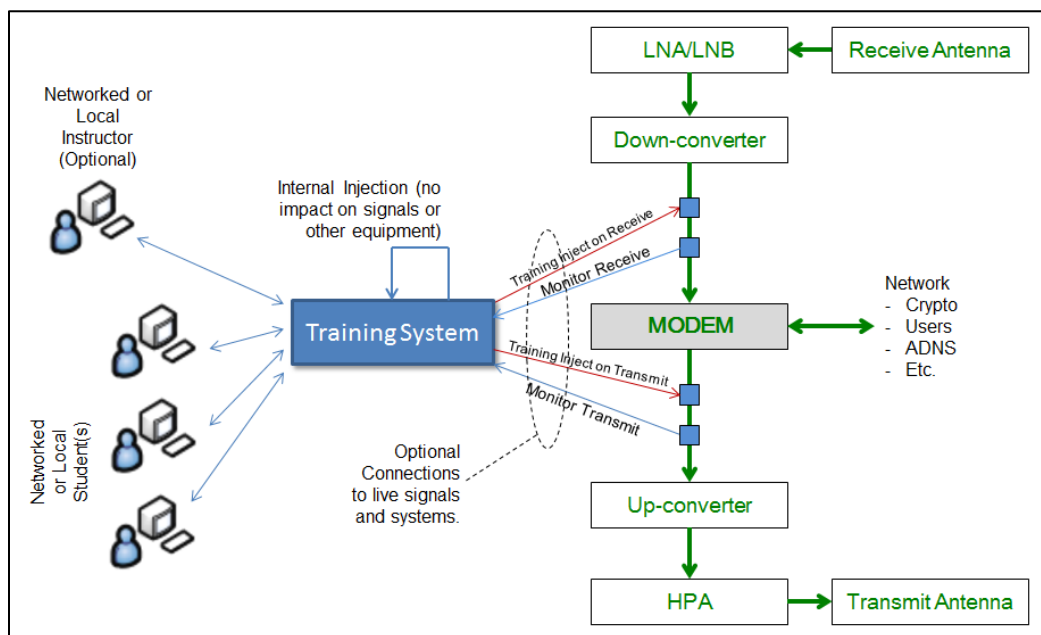 LNA/LNB
Receive Antenna
Networked or
Local
Instructor
(Optional)
Down-converter
Internal Injection (no
impact on signals or
other equipment)
Training Inject on Receive
Monitor Receive
Training System
MODEM
Network
- Crypto
- Users
- ADNS
- Etc.
Training Inject on Transmit
Monitor Transmit
Networked
or Local
Student(s)
Optional
Connections
to live signals
and systems.
Up-converter
HPA
Transmit Antenna